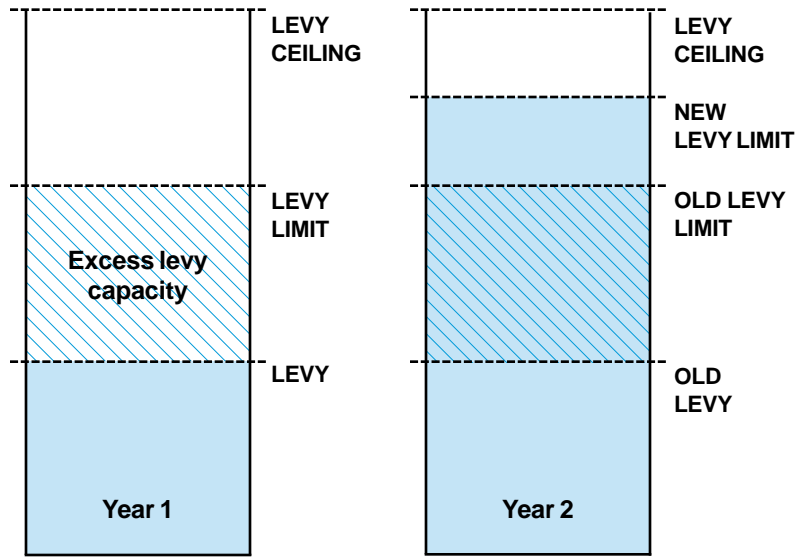 LEVY
CEILING
LEVY
LIMIT
Excess levy
capacity
LEVY
Year 1
LEVY
CEILING
NEW
LEVY LIMIT
OLD LEVY
LIMIT
OLD
LEVY
Year 2